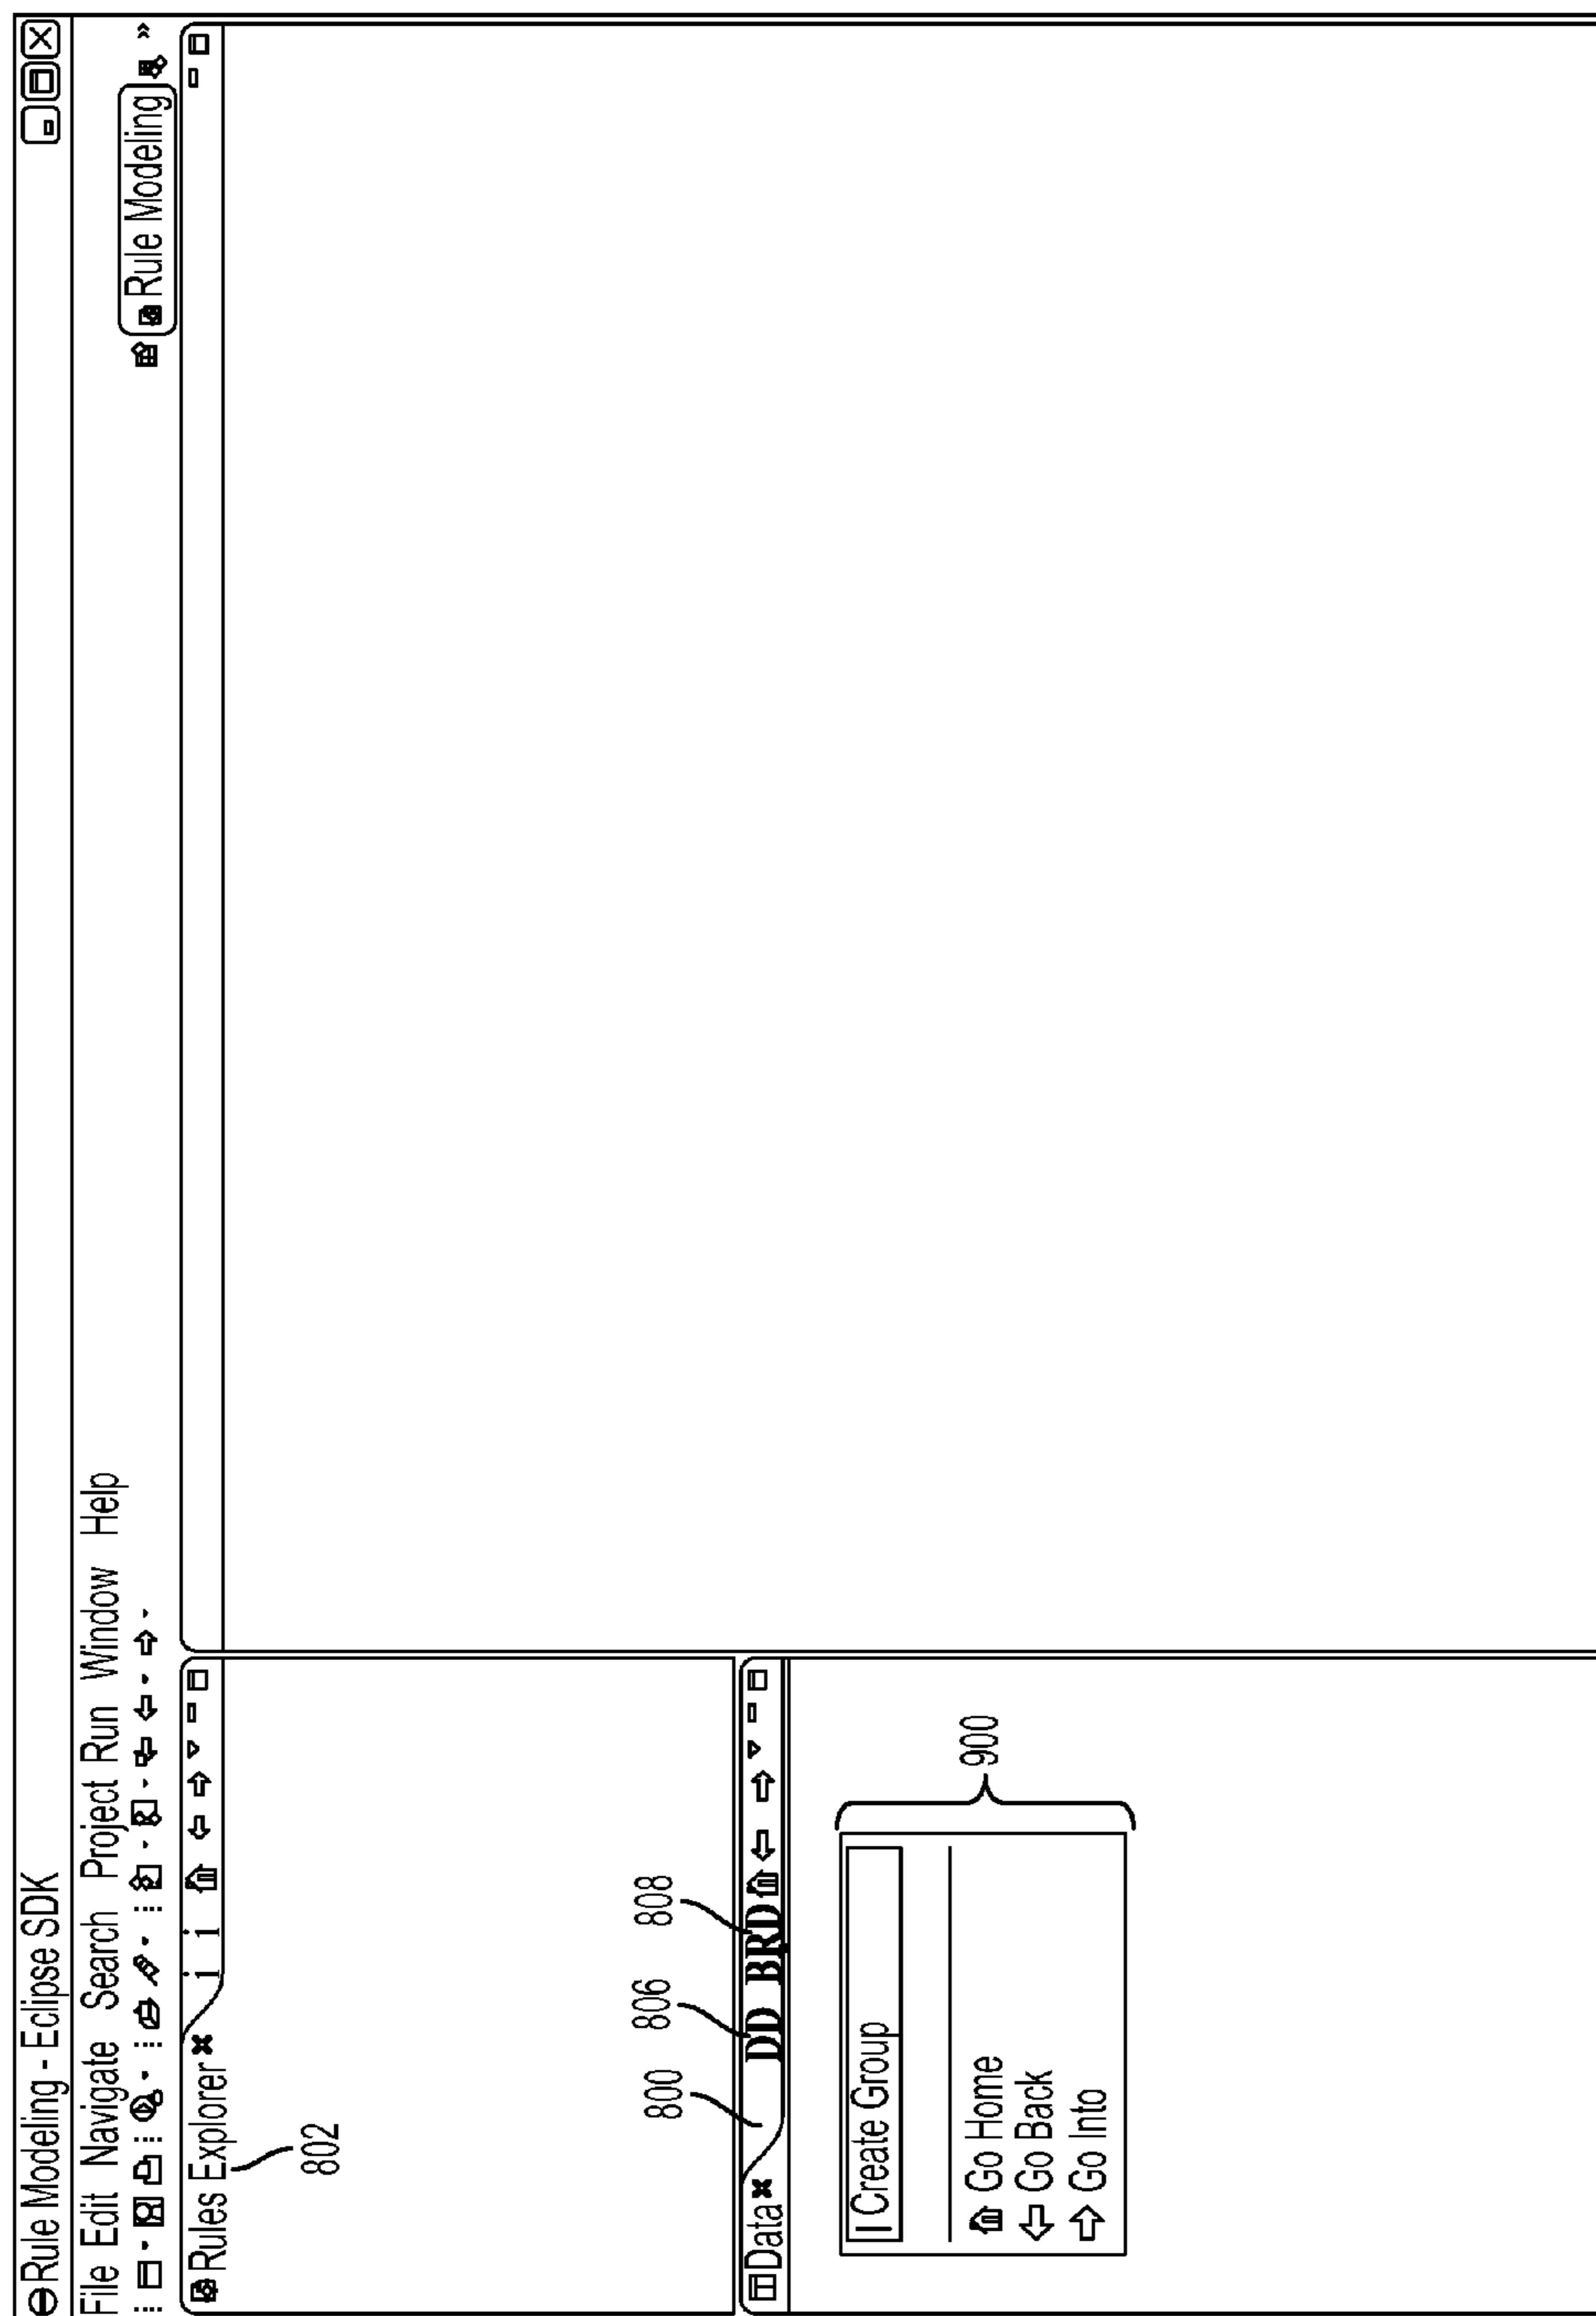 Rule Modeling - Eclipse SDK
File Edit Navigate Search Project Run Window Help
Rule Modeling »
Rules Explorer i i
802
800 806 808
Data DD BRD
Create Group
Go Home
Go Back
Go Into
900